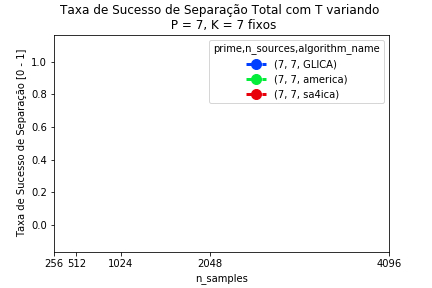 Taxa de Sucesso de Separação Total com T variando
P = 7, K = 7 fixos
prime,n_sources,algorithm_name
(7, 7, GLICA)
(7, 7, america)
(7, 7, sa4ica)
Taxa de Sucesso de Separação [0 - 1]
1.0
0.8
0.6
0.4
0.2
0.0
256 512 1024 2048 4096
n_samples